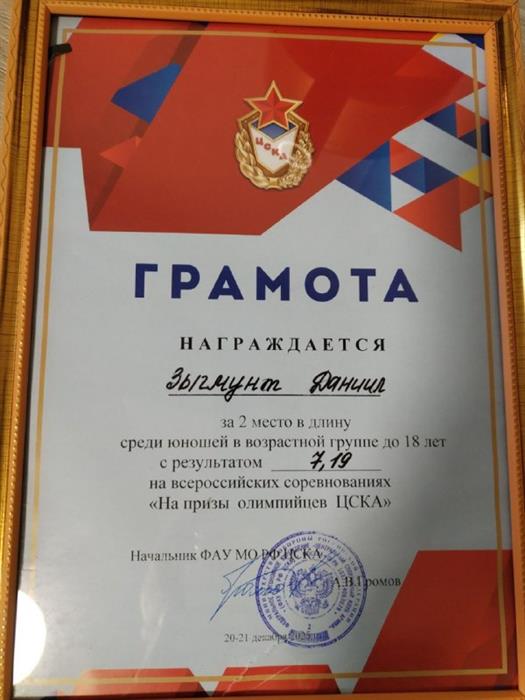 ЦСКА
ГРАМОТА
НАГРАЖДАЕТСЯ
Зыгмунт Даниил
за 2 место в длину
среди юношей в возрастной группе до 18 лет
с результатом 7,19
на всероссийских соревнованиях
«На призы олимпийцев ЦСКА»
Начальник ФАУ МО РФ ЦСКА
А.В.Громов
20-21 декабря